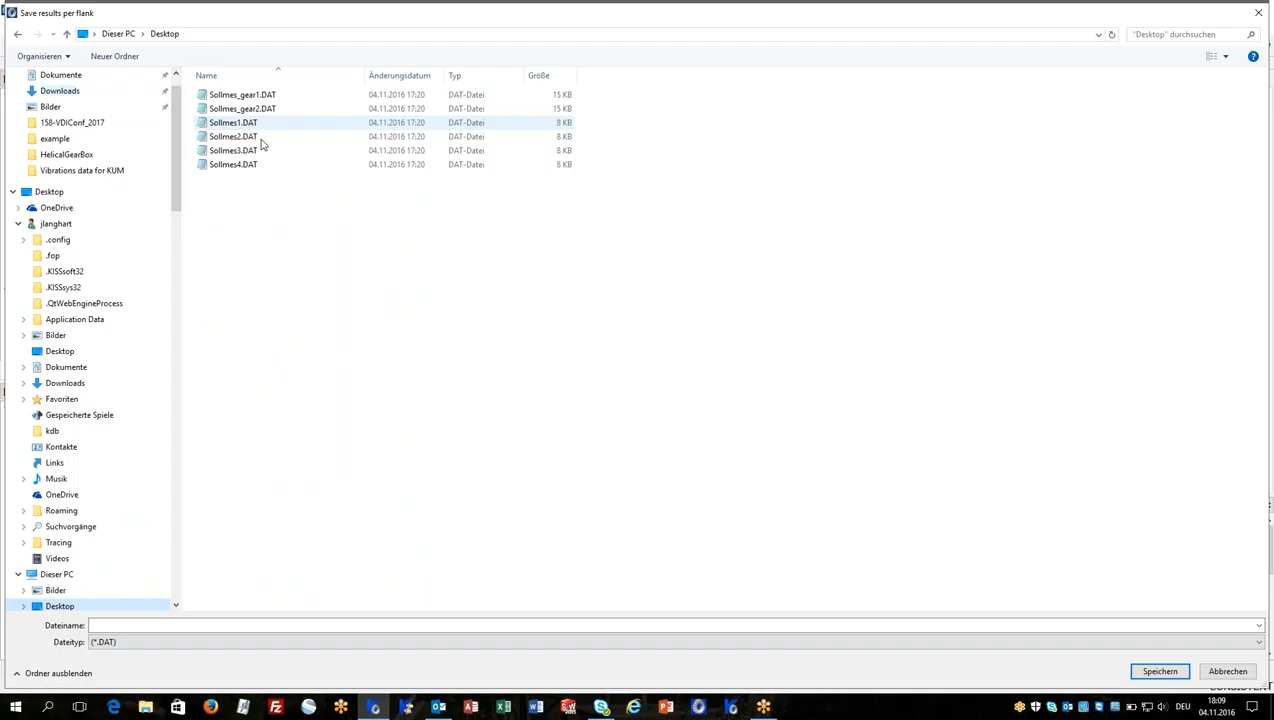 Save results per flank
Dieser PC > Desktop
"Desktop" durchsuchen
Organisieren
Neuer Ordner
Name
Änderungsdatum
Typ
Größe
Dokumente
Downloads
Bilder
158-VDIConf_2017
example
HelicalGearBox
Vibrations data for KUM
Desktop
OneDrive
jlanghart
.config
.fop
.KISSsoft32
.KISSsys32
.QtWebEngineProcess
Application Data
Bilder
Desktop
Dokumente
Downloads
Favoriten
Gespeicherte Spiele
kdb
Kontakte
Links
Musik
OneDrive
Roaming
Suchvorgänge
Tracing
Videos
Dieser PC
Bilder
Desktop
Sollmes_gear1.DAT 04.11.2016 17:20 DAT-Datei 15 KB
Sollmes_gear2.DAT 04.11.2016 17:20 DAT-Datei 15 KB
Sollmes1.DAT 04.11.2016 17:20 DAT-Datei 8 KB
Sollmes2.DAT 04.11.2016 17:20 DAT-Datei 8 KB
Sollmes3.DAT 04.11.2016 17:20 DAT-Datei 8 KB
Sollmes4.DAT 04.11.2016 17:20 DAT-Datei 8 KB
Dateiname:
Dateityp: (*.DAT)
Ordner ausblenden
Speichern
Abbrechen
DEU
18:09
04.11.2016